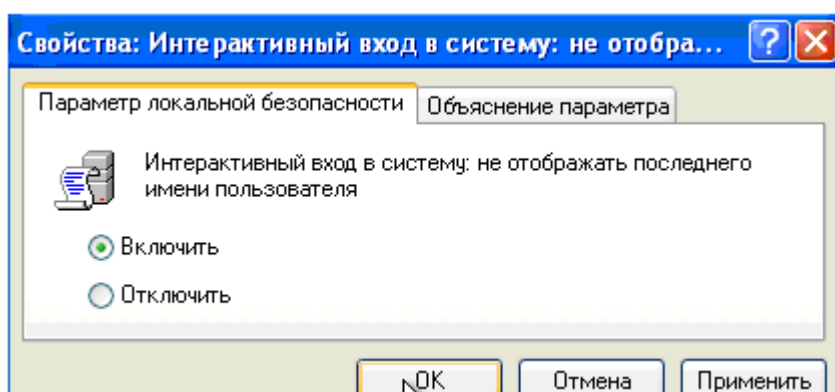 Свойства: Интерактивный вход в систему: не отобра...
Параметр локальной безопасности
Объяснение параметра
Интерактивный вход в систему: не отображать последнего
имени пользователя
Включить
Отключить
OK
Отмена
Применить